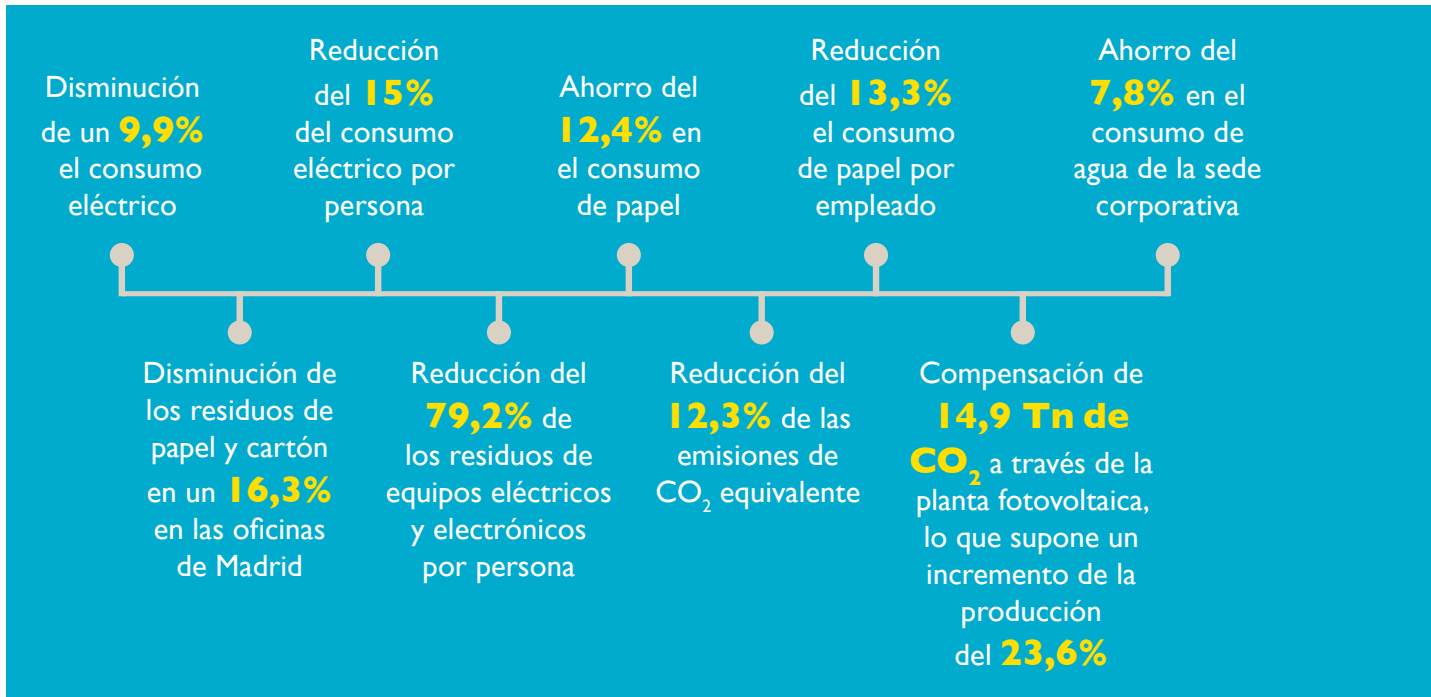 Disminución
de un 9,9%
el consumo
eléctrico
Reducción
del 15%
del consumo
eléctrico por
persona
Ahorro del
12,4% en
el consumo
de papel
Reducción
del 13,3%
el consumo
de papel por
empleado
Ahorro del
7,8% en el
consumo de
agua de la sede
corporativa
Disminución de
los residuos de
papel y cartón
en un 16,3%
en las oficinas
de Madrid
Reducción del
79,2% de
los residuos de
equipos eléctricos
y electrónicos
por persona
Reducción del
12,3% de las
emisiones de
CO₂ equivalente
Compensación de
14,9 Tn de
CO₂ a través de la
planta fotovoltaica,
lo que supone un
incremento de la
producción
del 23,6%